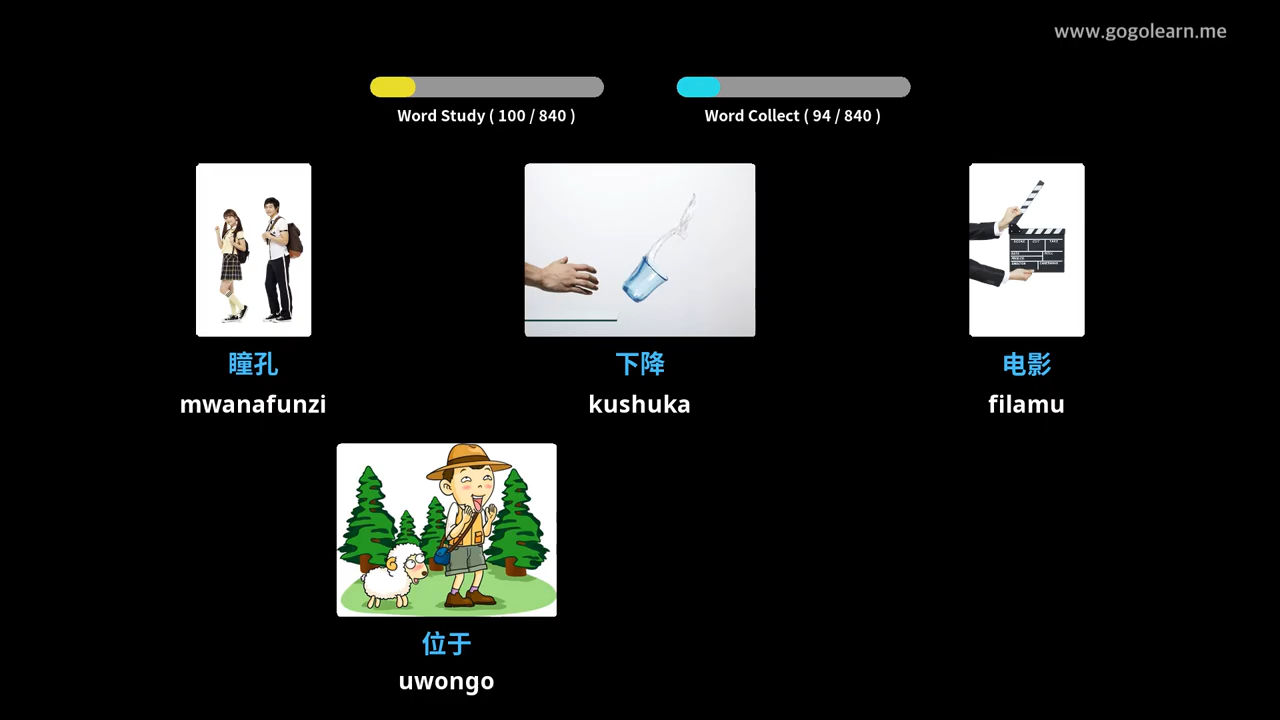 www.gogolearn.me
Word Study ( 100 / 840 )
Word Collect ( 94 / 840 )
瞳孔
mwanafunzi
下降
kushuka
电影
filamu
位于
uwongo